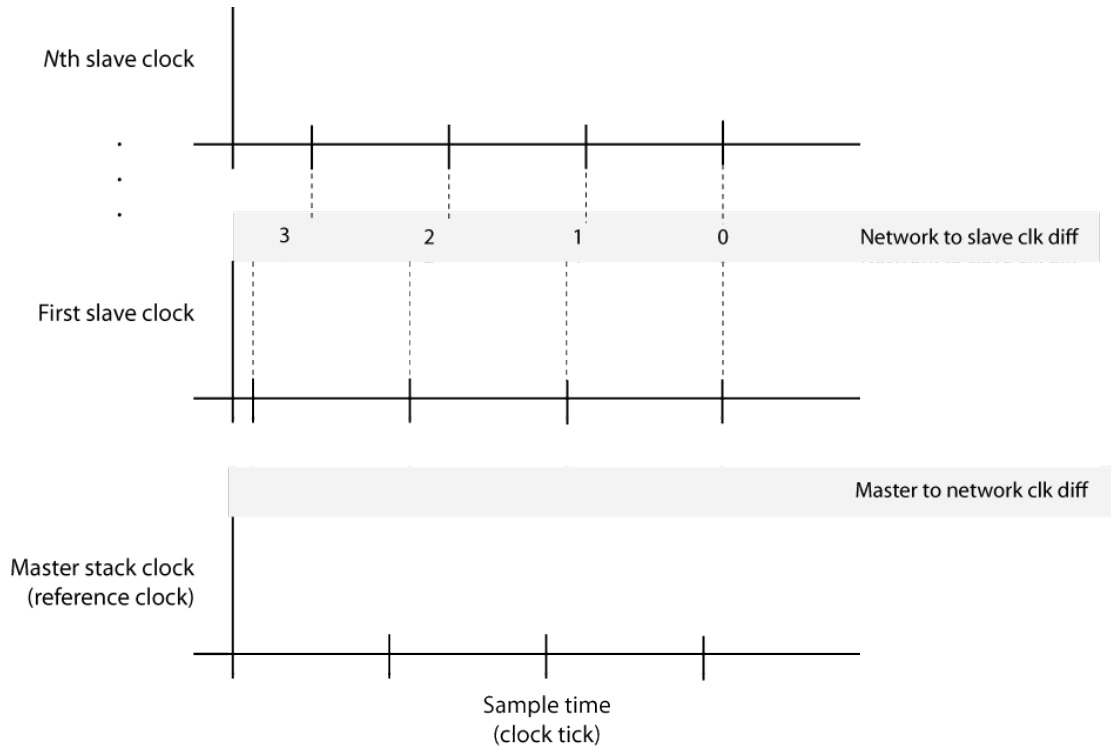 Nth slave clock
3 2 1 0 Network to slave clk diff
First slave clock
Master to network clk diff
Master stack clock
(reference clock)
Sample time
(clock tick)